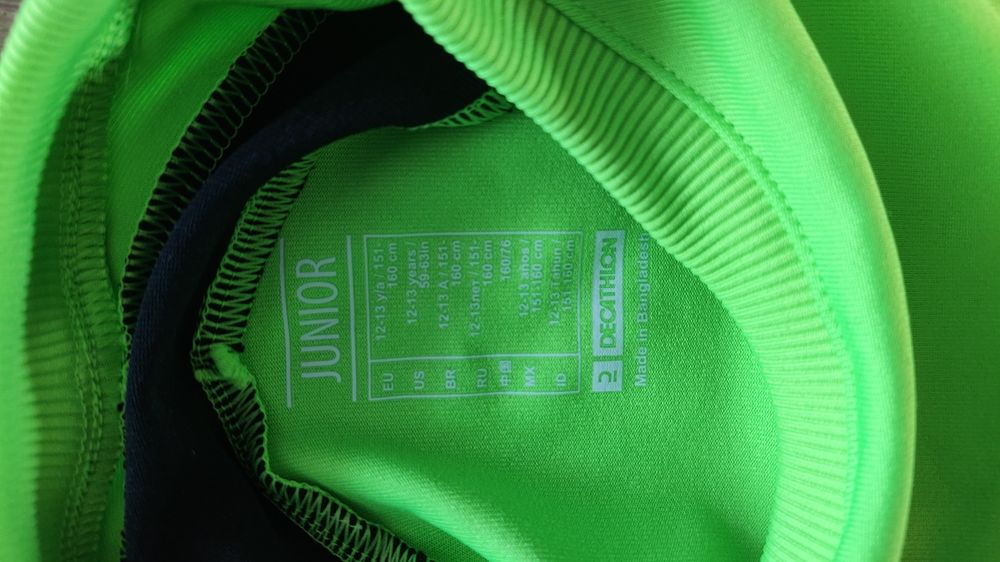 JUNIOR
EU 12-13 y/a / 151-
160 cm
US 12-13 years /
59-63in
BR 12-13 A / 151-
160 cm
RU 12-13лет / 151-
160 cm
中国 160/76
MX 12-13 años /
151-160 cm
ID 12-13 Tahun /
151-160 cm
DECATHLON
Made in Bangladesh